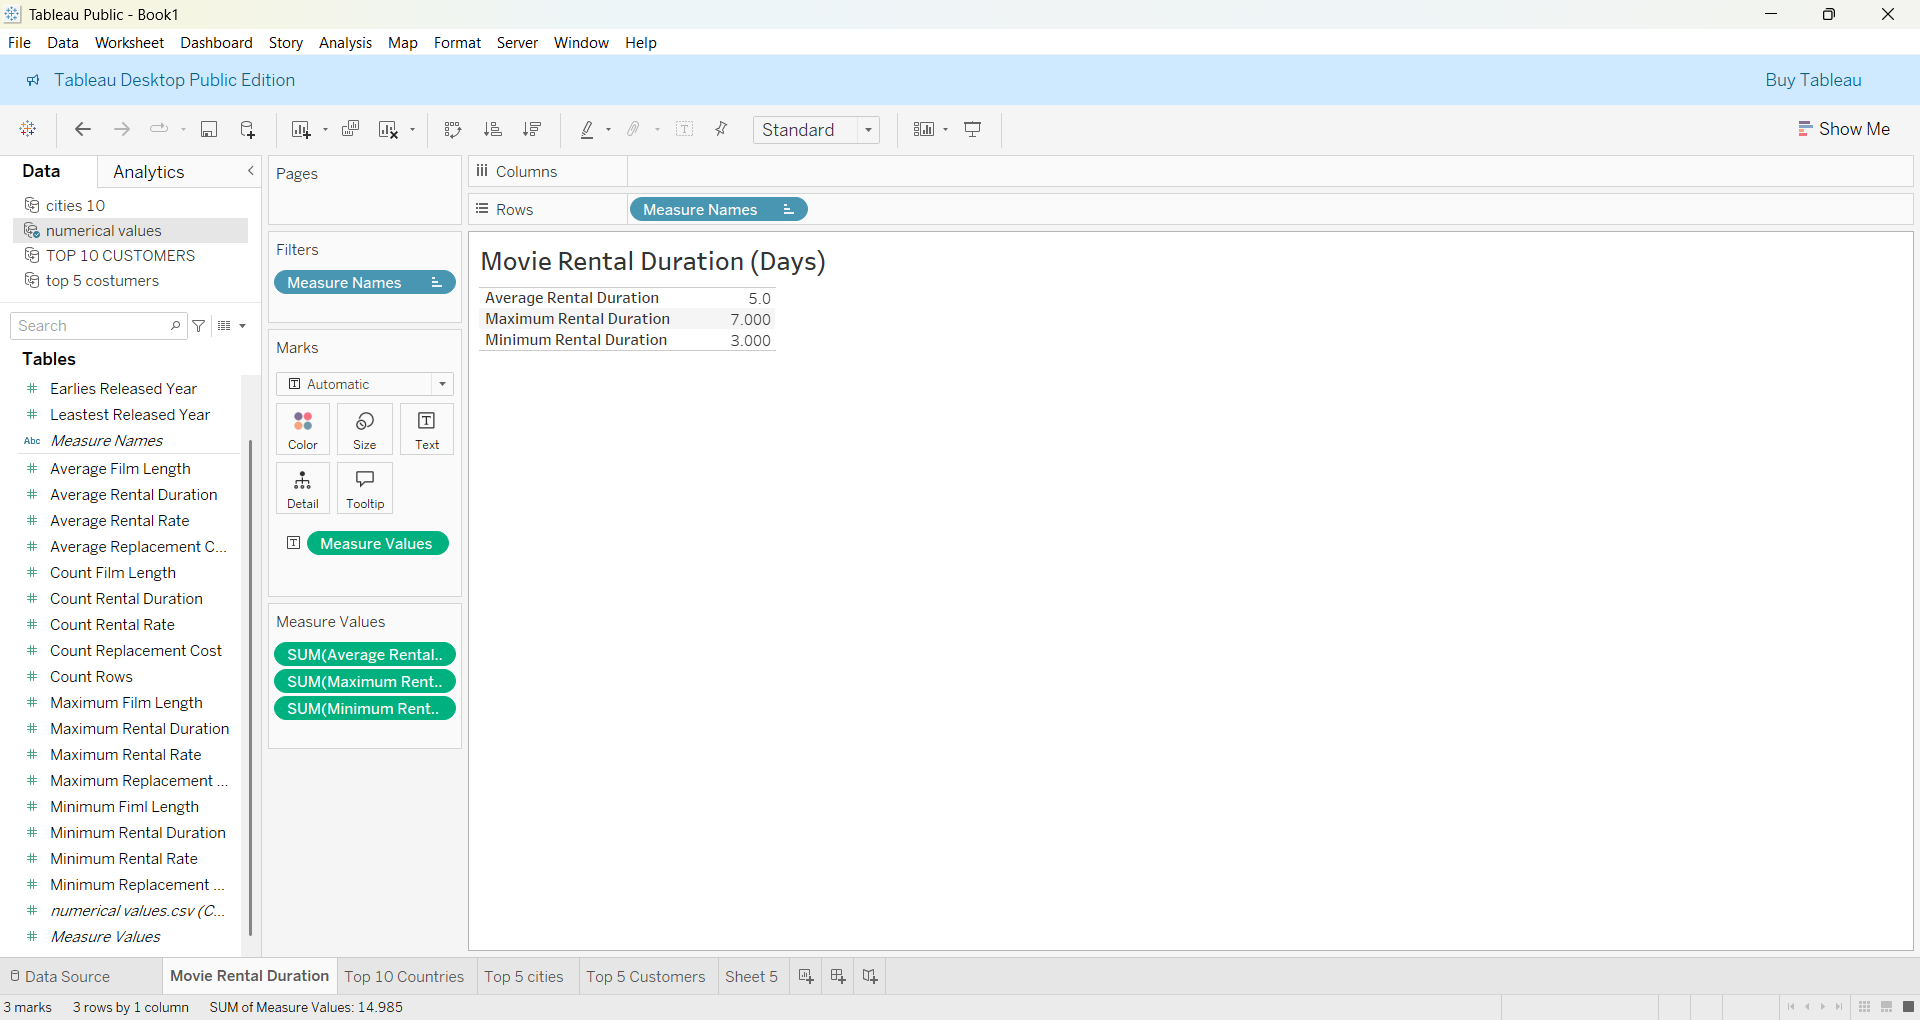 Tableau Public - Book1
File Data Worksheet Dashboard Story Analysis Map Format Server Window Help
Tableau Desktop Public Edition
Buy Tableau
Standard
Show Me
Data
Analytics
cities 10
numerical values
TOP 10 CUSTOMERS
top 5 costumers
Search
Tables
Earlies Released Year
Leastest Released Year
Abc Measure Names
Average Film Length
Average Rental Duration
Average Rental Rate
Average Replacement C...
Count Film Length
Count Rental Duration
Count Rental Rate
Count Replacement Cost
Count Rows
Maximum Film Length
Maximum Rental Duration
Maximum Rental Rate
Maximum Replacement ...
Minimum Fiml Length
Minimum Rental Duration
Minimum Rental Rate
Minimum Replacement ...
numerical values.csv (C...
Measure Values
Pages
Filters
Measure Names
Marks
T Automatic
Color
Size
T
Text
Detail
Tooltip
T Measure Values
Measure Values
SUM(Average Rental..
SUM(Maximum Rent..
SUM(Minimum Rent..
Columns
Rows
Measure Names
Movie Rental Duration (Days)
Average Rental Duration 5.0
Maximum Rental Duration 7.000
Minimum Rental Duration 3.000
Data Source
Movie Rental Duration
Top 10 Countries
Top 5 cities
Top 5 Customers
Sheet 5
3 marks 3 rows by 1 column SUM of Measure Values: 14.985